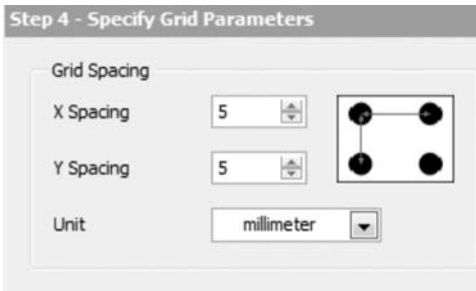 Step 4 - Specify Grid Parameters
Grid Spacing
X Spacing 5
Y Spacing 5
Unit millimeter